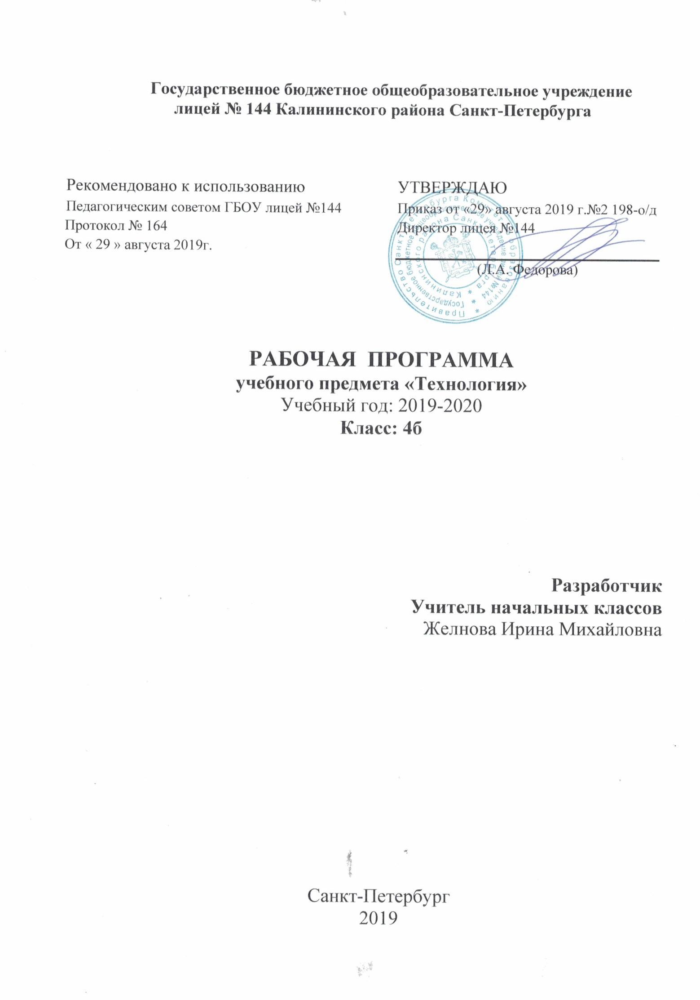 Государственное бюджетное общеобразовательное учреждение
лицей № 144 Калининского района Санкт-Петербурга
Рекомендовано к использованию
Педагогическим советом ГБОУ лицей №144
Протокол № 164
От « 29 » августа 2019г.
УТВЕРЖДАЮ
Приказ от «29» августа 2019 г.№2 198-о/д
Директор лицея №144
(Л.А. Федорова)
Правительство Санкт-Петербурга Комитет по образованию *
Государственное бюджетное общеобразовательное учреждение лицей №144 *
Калининского района Санкт-Петербурга *
РАБОЧАЯ ПРОГРАММА
учебного предмета «Технология»
Учебный год: 2019-2020
Класс: 4б
Разработчик
Учитель начальных классов
Желнова Ирина Михайловна
Санкт-Петербург
2019